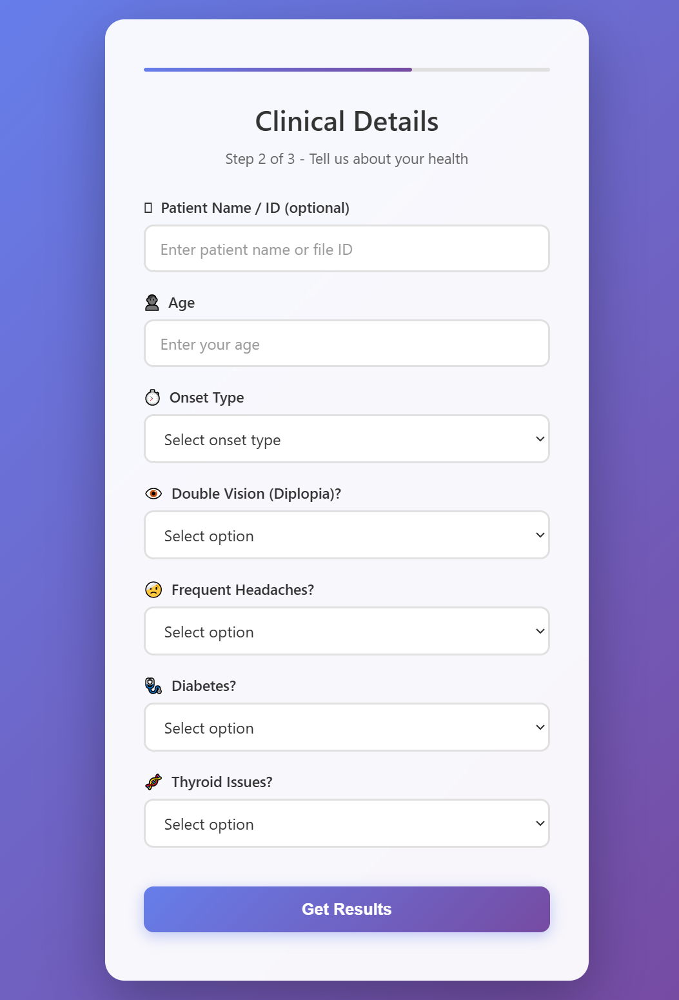 Clinical Details
Step 2 of 3 - Tell us about your health
Patient Name / ID (optional)
Enter patient name or file ID
Age
Enter your age
Onset Type
Select onset type
Double Vision (Diplopia)?
Select option
Frequent Headaches?
Select option
Diabetes?
Select option
Thyroid Issues?
Select option
Get Results